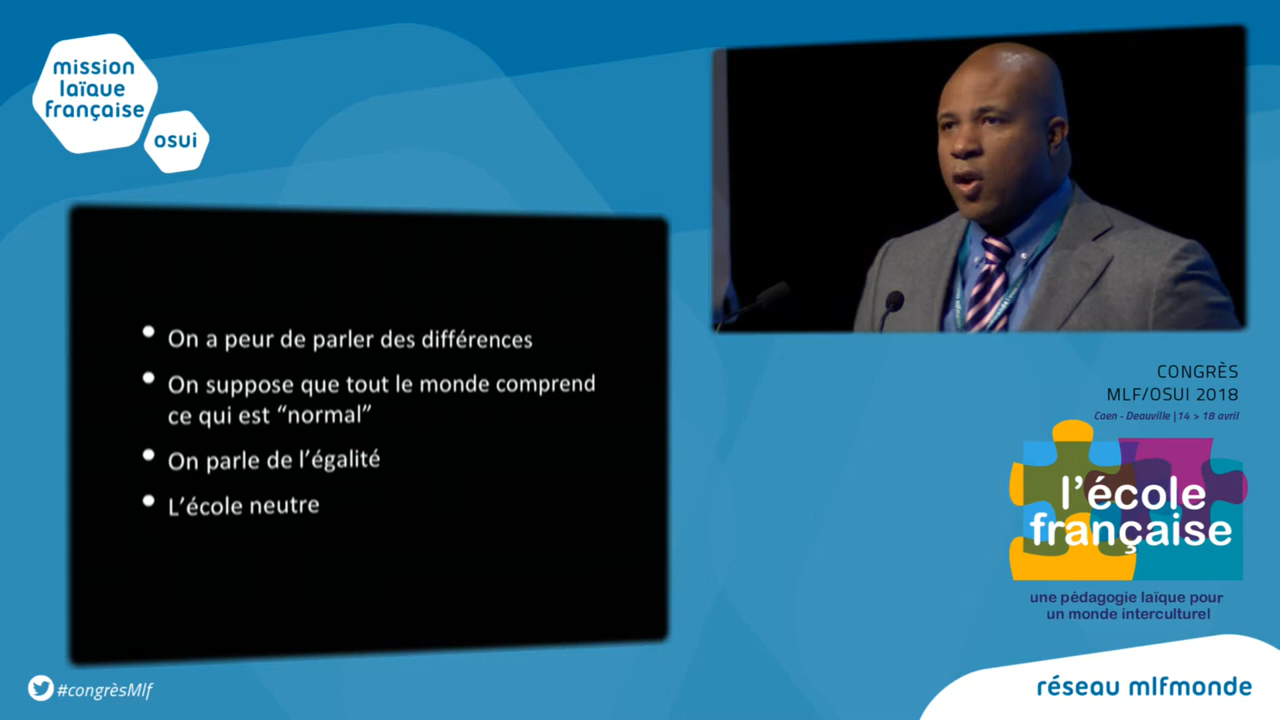 mission
laïque
française
osui
• On a peur de parler des différences
• On suppose que tout le monde comprend
ce qui est “normal”
• On parle de l’égalité
• L’école neutre
CONGRÈS
MLF/OSUI 2018
Caen - Deauville | 14 > 18 avril
l’école
française
une pédagogie laïque pour
un monde interculturel
#congrèsMlf
réseau mlfmonde